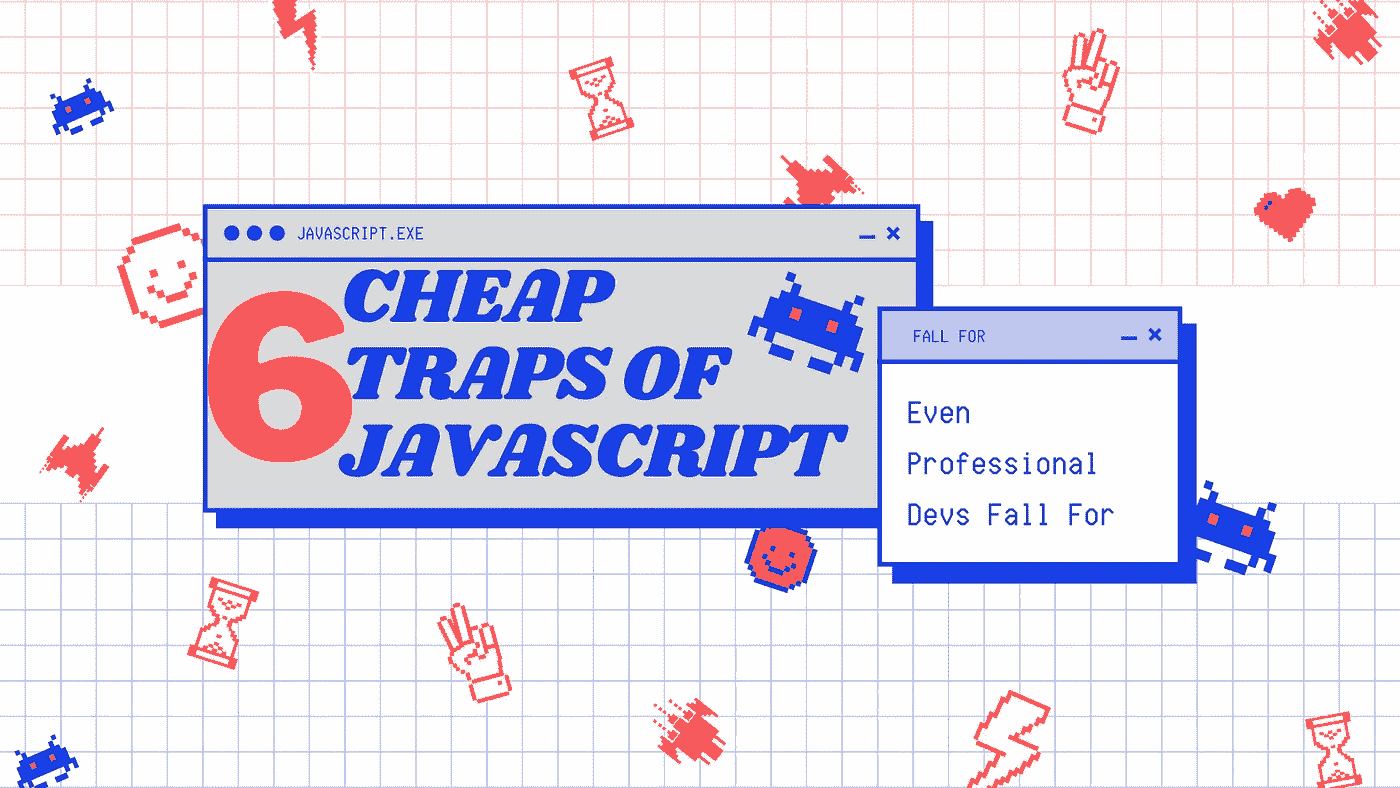 JAVASCRIPT.EXE
6
CHEAP
TRAPS OF
JAVASCRIPT
FALL FOR
Even
Professional
Devs Fall For